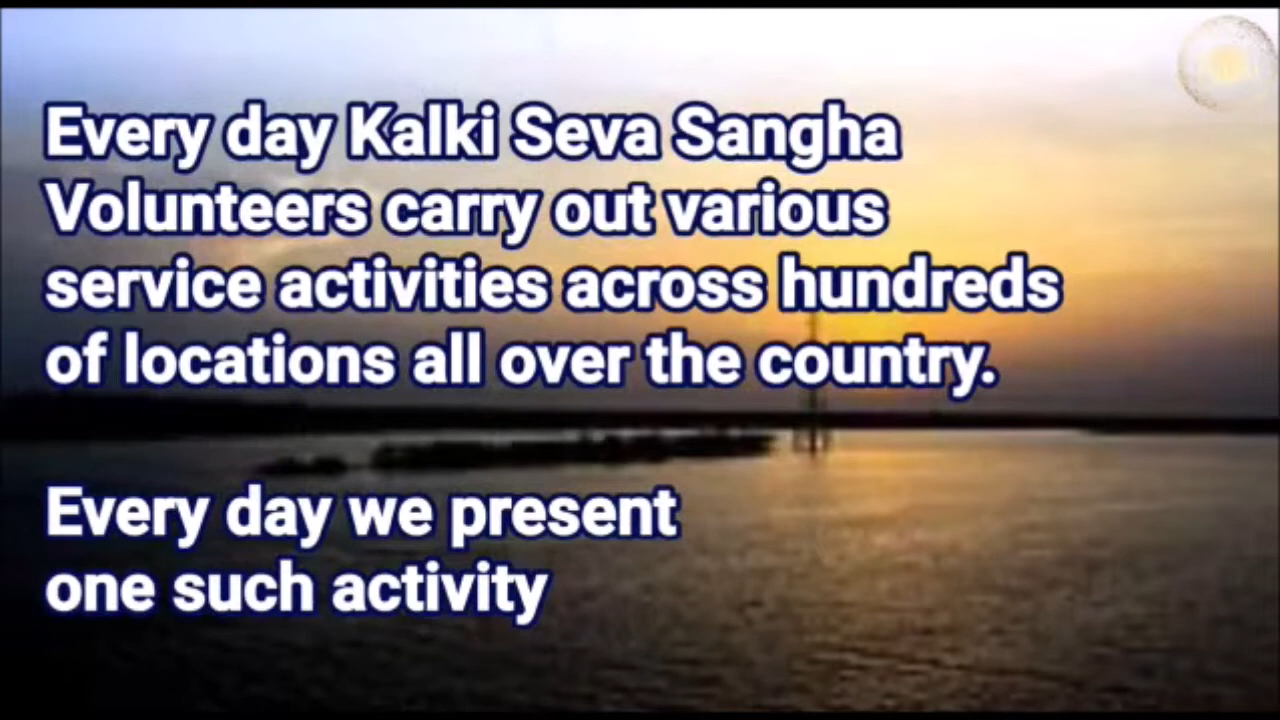 Every day Kalki Seva Sangha
Volunteers carry out various
service activities across hundreds
of locations all over the country.
Every day we present
one such activity